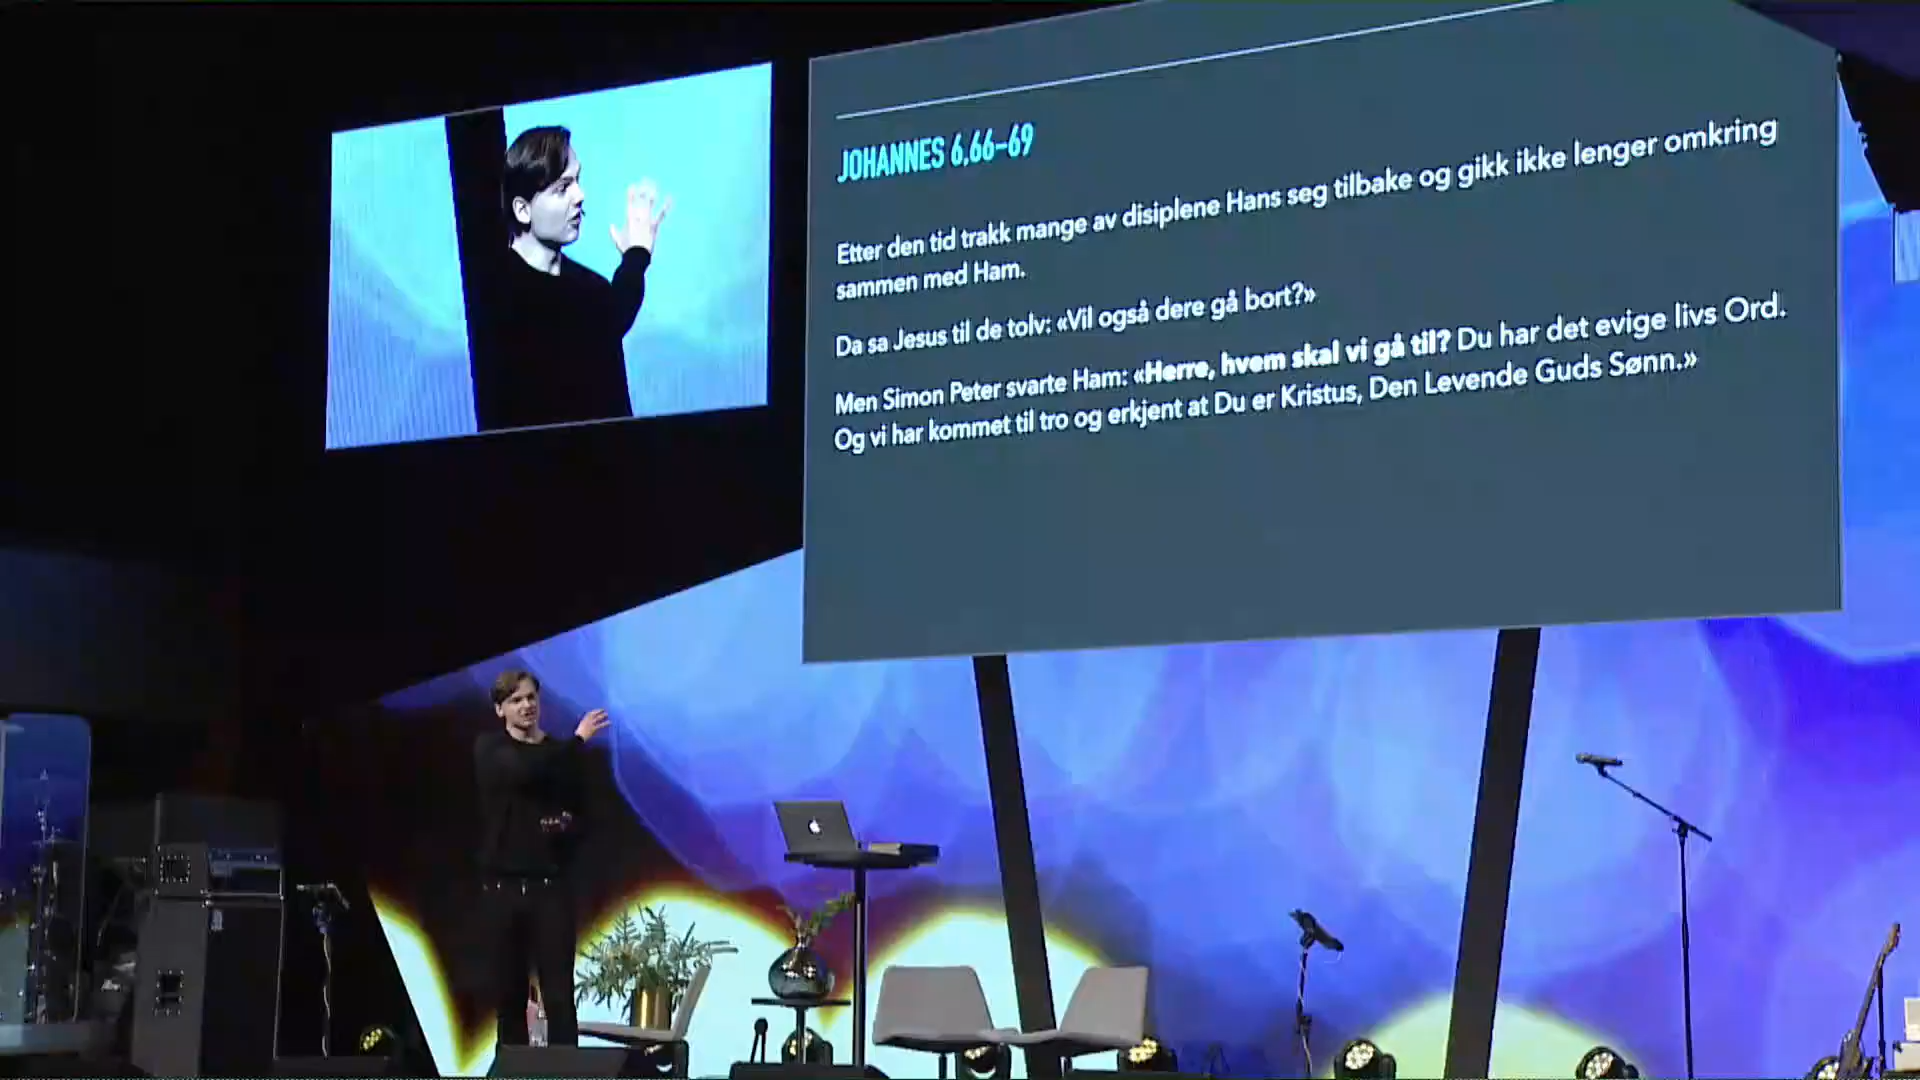 JOHANNES 6,66–69
Etter den tid trakk mange av disiplene Hans seg tilbake og gikk ikke lenger omkring
sammen med Ham.
Da sa Jesus til de tolv: «Vil også dere gå bort?»
Men Simon Peter svarte Ham: «Herre, hvem skal vi gå til? Du har det evige livs Ord.
Og vi har kommet til tro og erkjent at Du er Kristus, Den Levende Guds Sønn.»